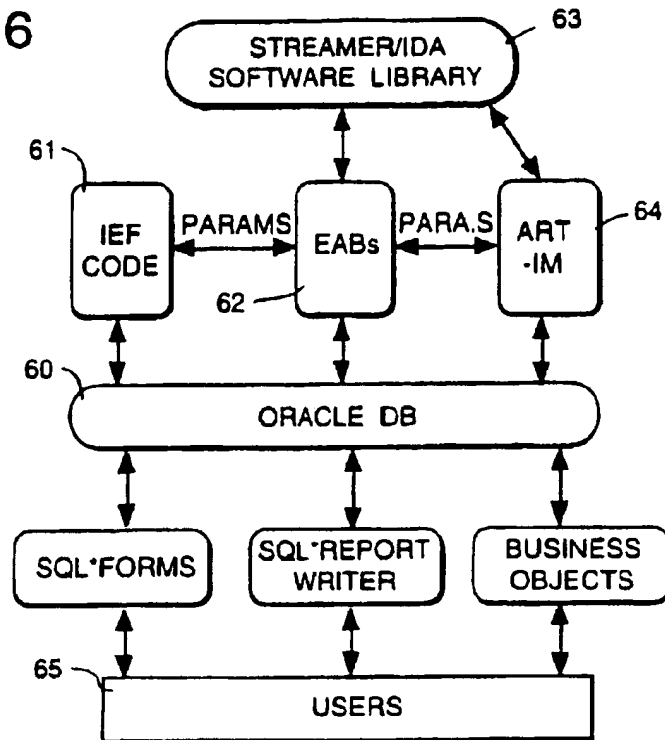 6
STREAMER/IDA
SOFTWARE LIBRARY
63
61
IEF
CODE
PARAMS
EABs
62
PARA.S
ART
-IM
64
60
ORACLE DB
SQL*FORMS
SQL*REPORT
WRITER
BUSINESS
OBJECTS
65
USERS